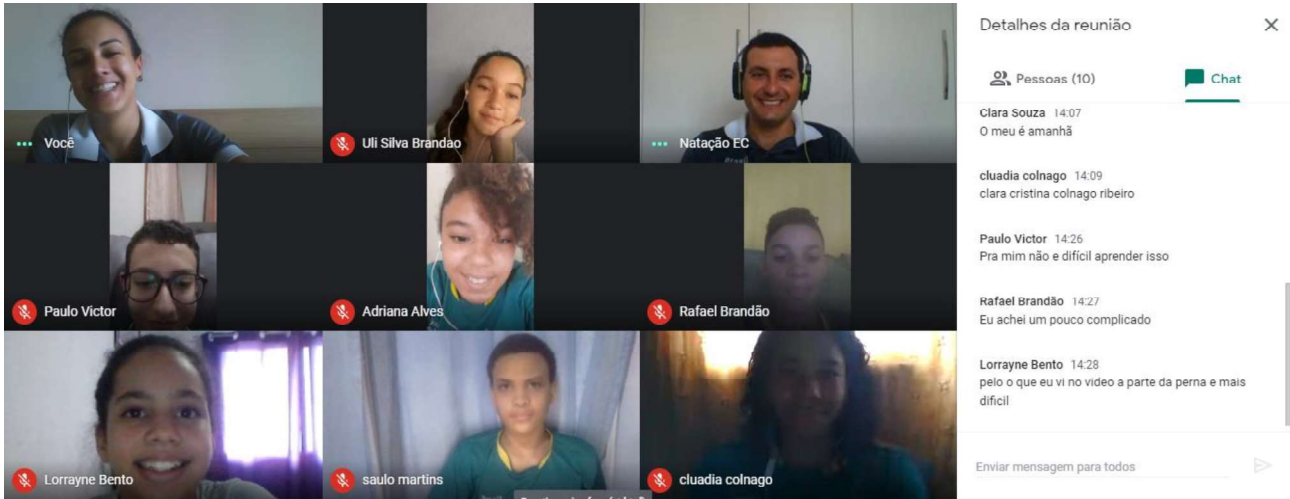 Você
Uli Silva Brandao
Natação EC
Brasil
Paulo Victor
Adriana Alves
Rafael Brandão
Lorrayne Bento
saulo martins
cluadia colnago
Detalhes da reunião
Pessoas (10)
Chat
Clara Souza 14:07
O meu é amanhã
cluadia colnago 14:09
clara cristina colnago ribeiro
Paulo Victor 14:26
Pra mim não e difícil aprender isso
Rafael Brandão 14:27
Eu achei um pouco complicado
Lorrayne Bento 14:28
pelo o que eu vi no video a parte da perna e mais
dificil
Enviar mensagem para todos